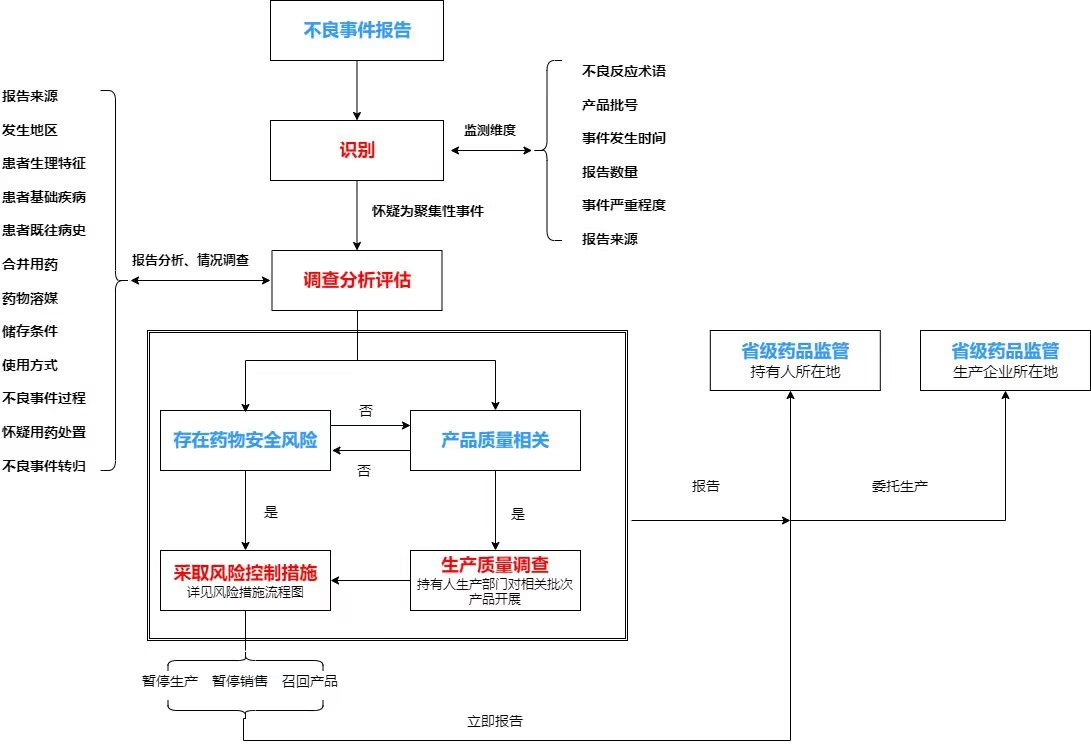 不良事件报告
识别
监测维度
不良反应术语
产品批号
事件发生时间
报告数量
事件严重程度
报告来源
怀疑为聚集性事件
报告来源
发生地区
患者生理特征
患者基础疾病
患者既往病史
合并用药
药物溶媒
储存条件
使用方式
不良事件过程
怀疑用药处置
不良事件转归
报告分析、情况调查
调查分析评估
存在药物安全风险
否
否
产品质量相关
是
是
采取风险控制措施
详见风险措施流程图
生产质量调查
持有人生产部门对相关批次
产品开展
省级药品监管
持有人所在地
省级药品监管
生产企业所在地
报告
委托生产
暂停生产
暂停销售
召回产品
立即报告